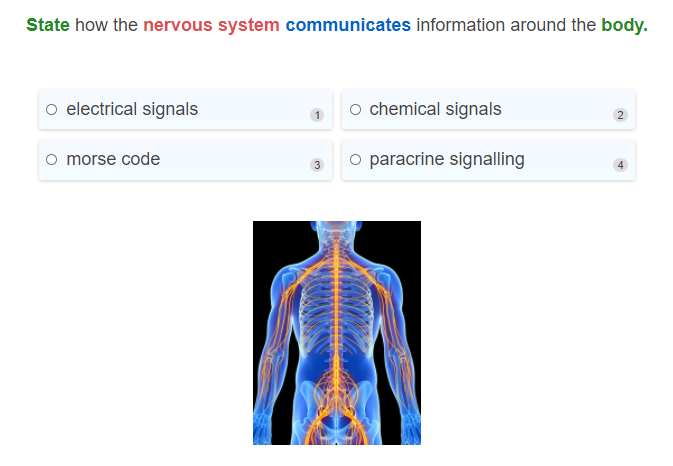 State how the nervous system communicates information around the body.
electrical signals 1
chemical signals 2
morse code 3
paracrine signalling 4